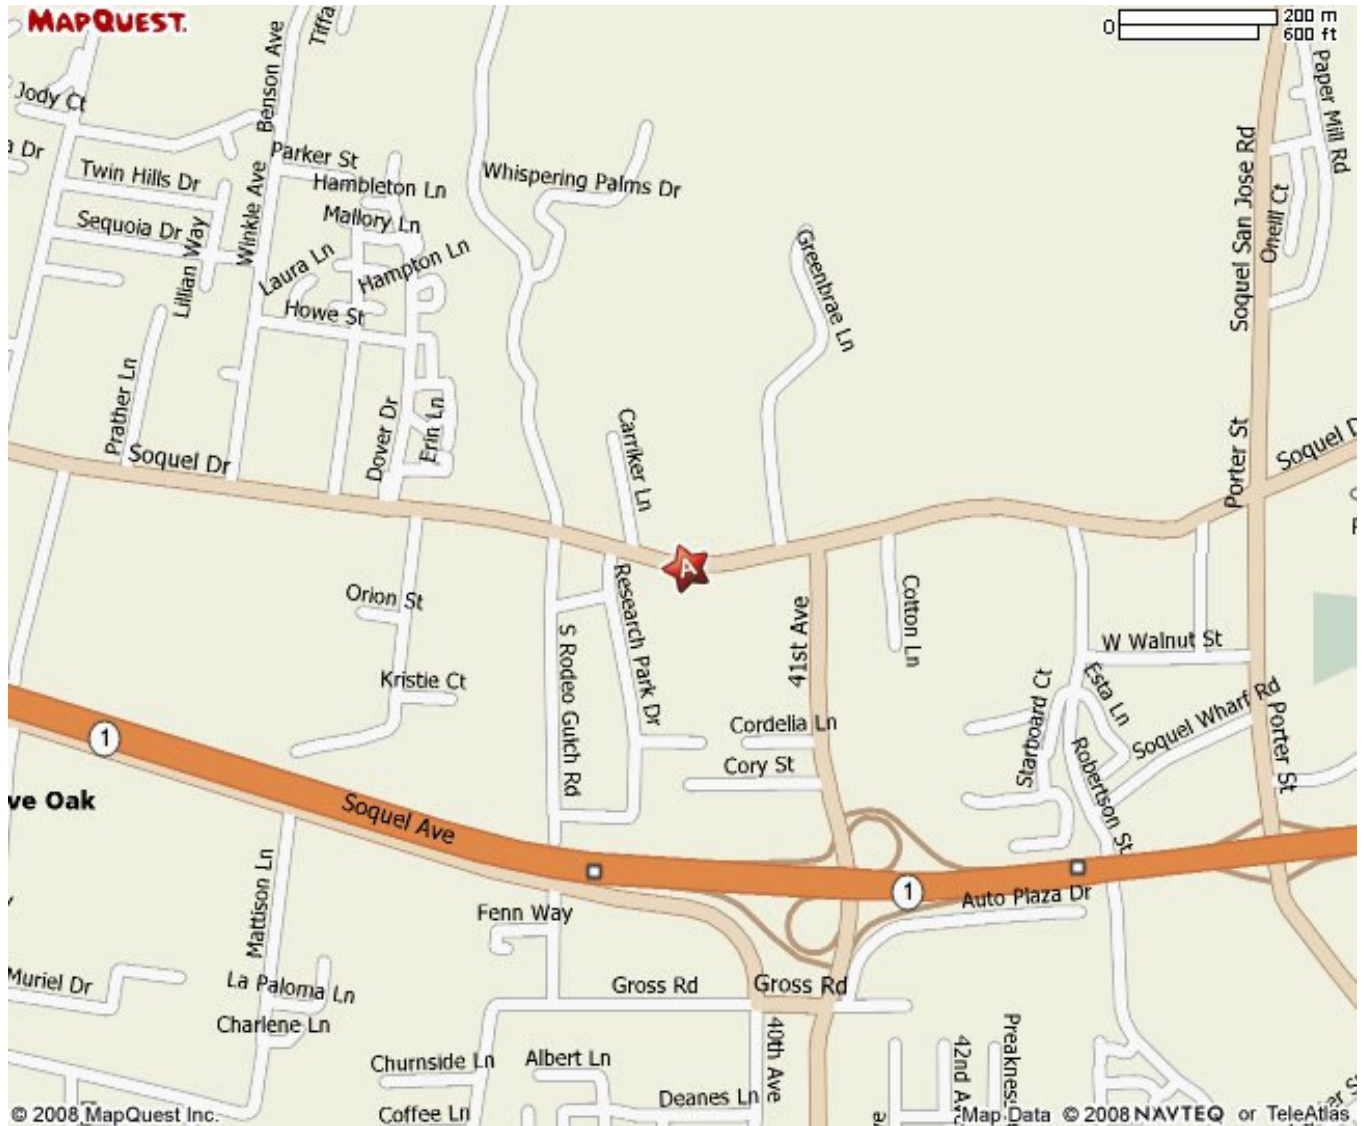 MAPQUEST.
0
200 m
600 ft
Tiffa
Benson Ave
Paper Mill Rd
Jody Ct
a Dr
Parker St
Twin Hills Dr
Hambleton Ln
Whispering Palms Dr
Soquel San Jose Rd
Oneill Ct
Winkle Ave
Sequoia Dr
Mallory Ln
Lillian Way
Laura Ln
Hampton Ln
Greenbrae Ln
Howe St
Prather Ln
Dover Dr
Erin Ln
Carriker Ln
Porter St
Soquel D
Soquel Dr
A
Research Park Dr
Orion St
41st Ave
Cotton Ln
S Rodeo Gulch Rd
W Walnut St
Kristie Ct
Esta Ln
Starboard Ct
Soquel Wharf Rd
Porter St
Cordelia Ln
1
Cory St
Robertson St
ve Oak
Soquel Ave
1
Auto Plaza Dr
Mattison Ln
Fenn Way
Muriel Dr
La Paloma Ln
Gross Rd
Gross Rd
Charlene Ln
40th Ave
42nd A
Preakness
Churnside Ln
Albert Ln
Deanes Ln
Coffee Ln
© 2008 MapQuest Inc.
Map Data © 2008 NAVTEQ or TeleAtlas